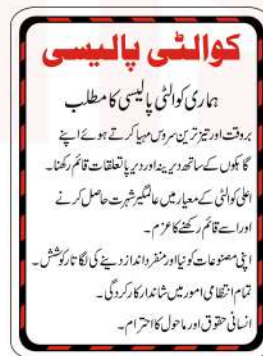 کوالٹی پالیسی
ہماری کوالٹی پالیسی کا مطلب
بروقت اور تیز ترین سروس مہیا کرتے ہوئے اپنے
گاہکوں کے ساتھ دیرینہ اور دیرپا تعلقات قائم رکھنا۔
اعلیٰ کوالٹی کے معیار میں عالمگیر شہرت حاصل کرنے
اور اسے قائم رکھنے کا عزم۔
اپنی مصنوعات کو نیا اور منفرد انداز دینے کی لگاتار کوشش۔
تمام انتظامی امور میں شاندار کارکردگی۔
انسانی حقوق اور ماحول کا احترام۔